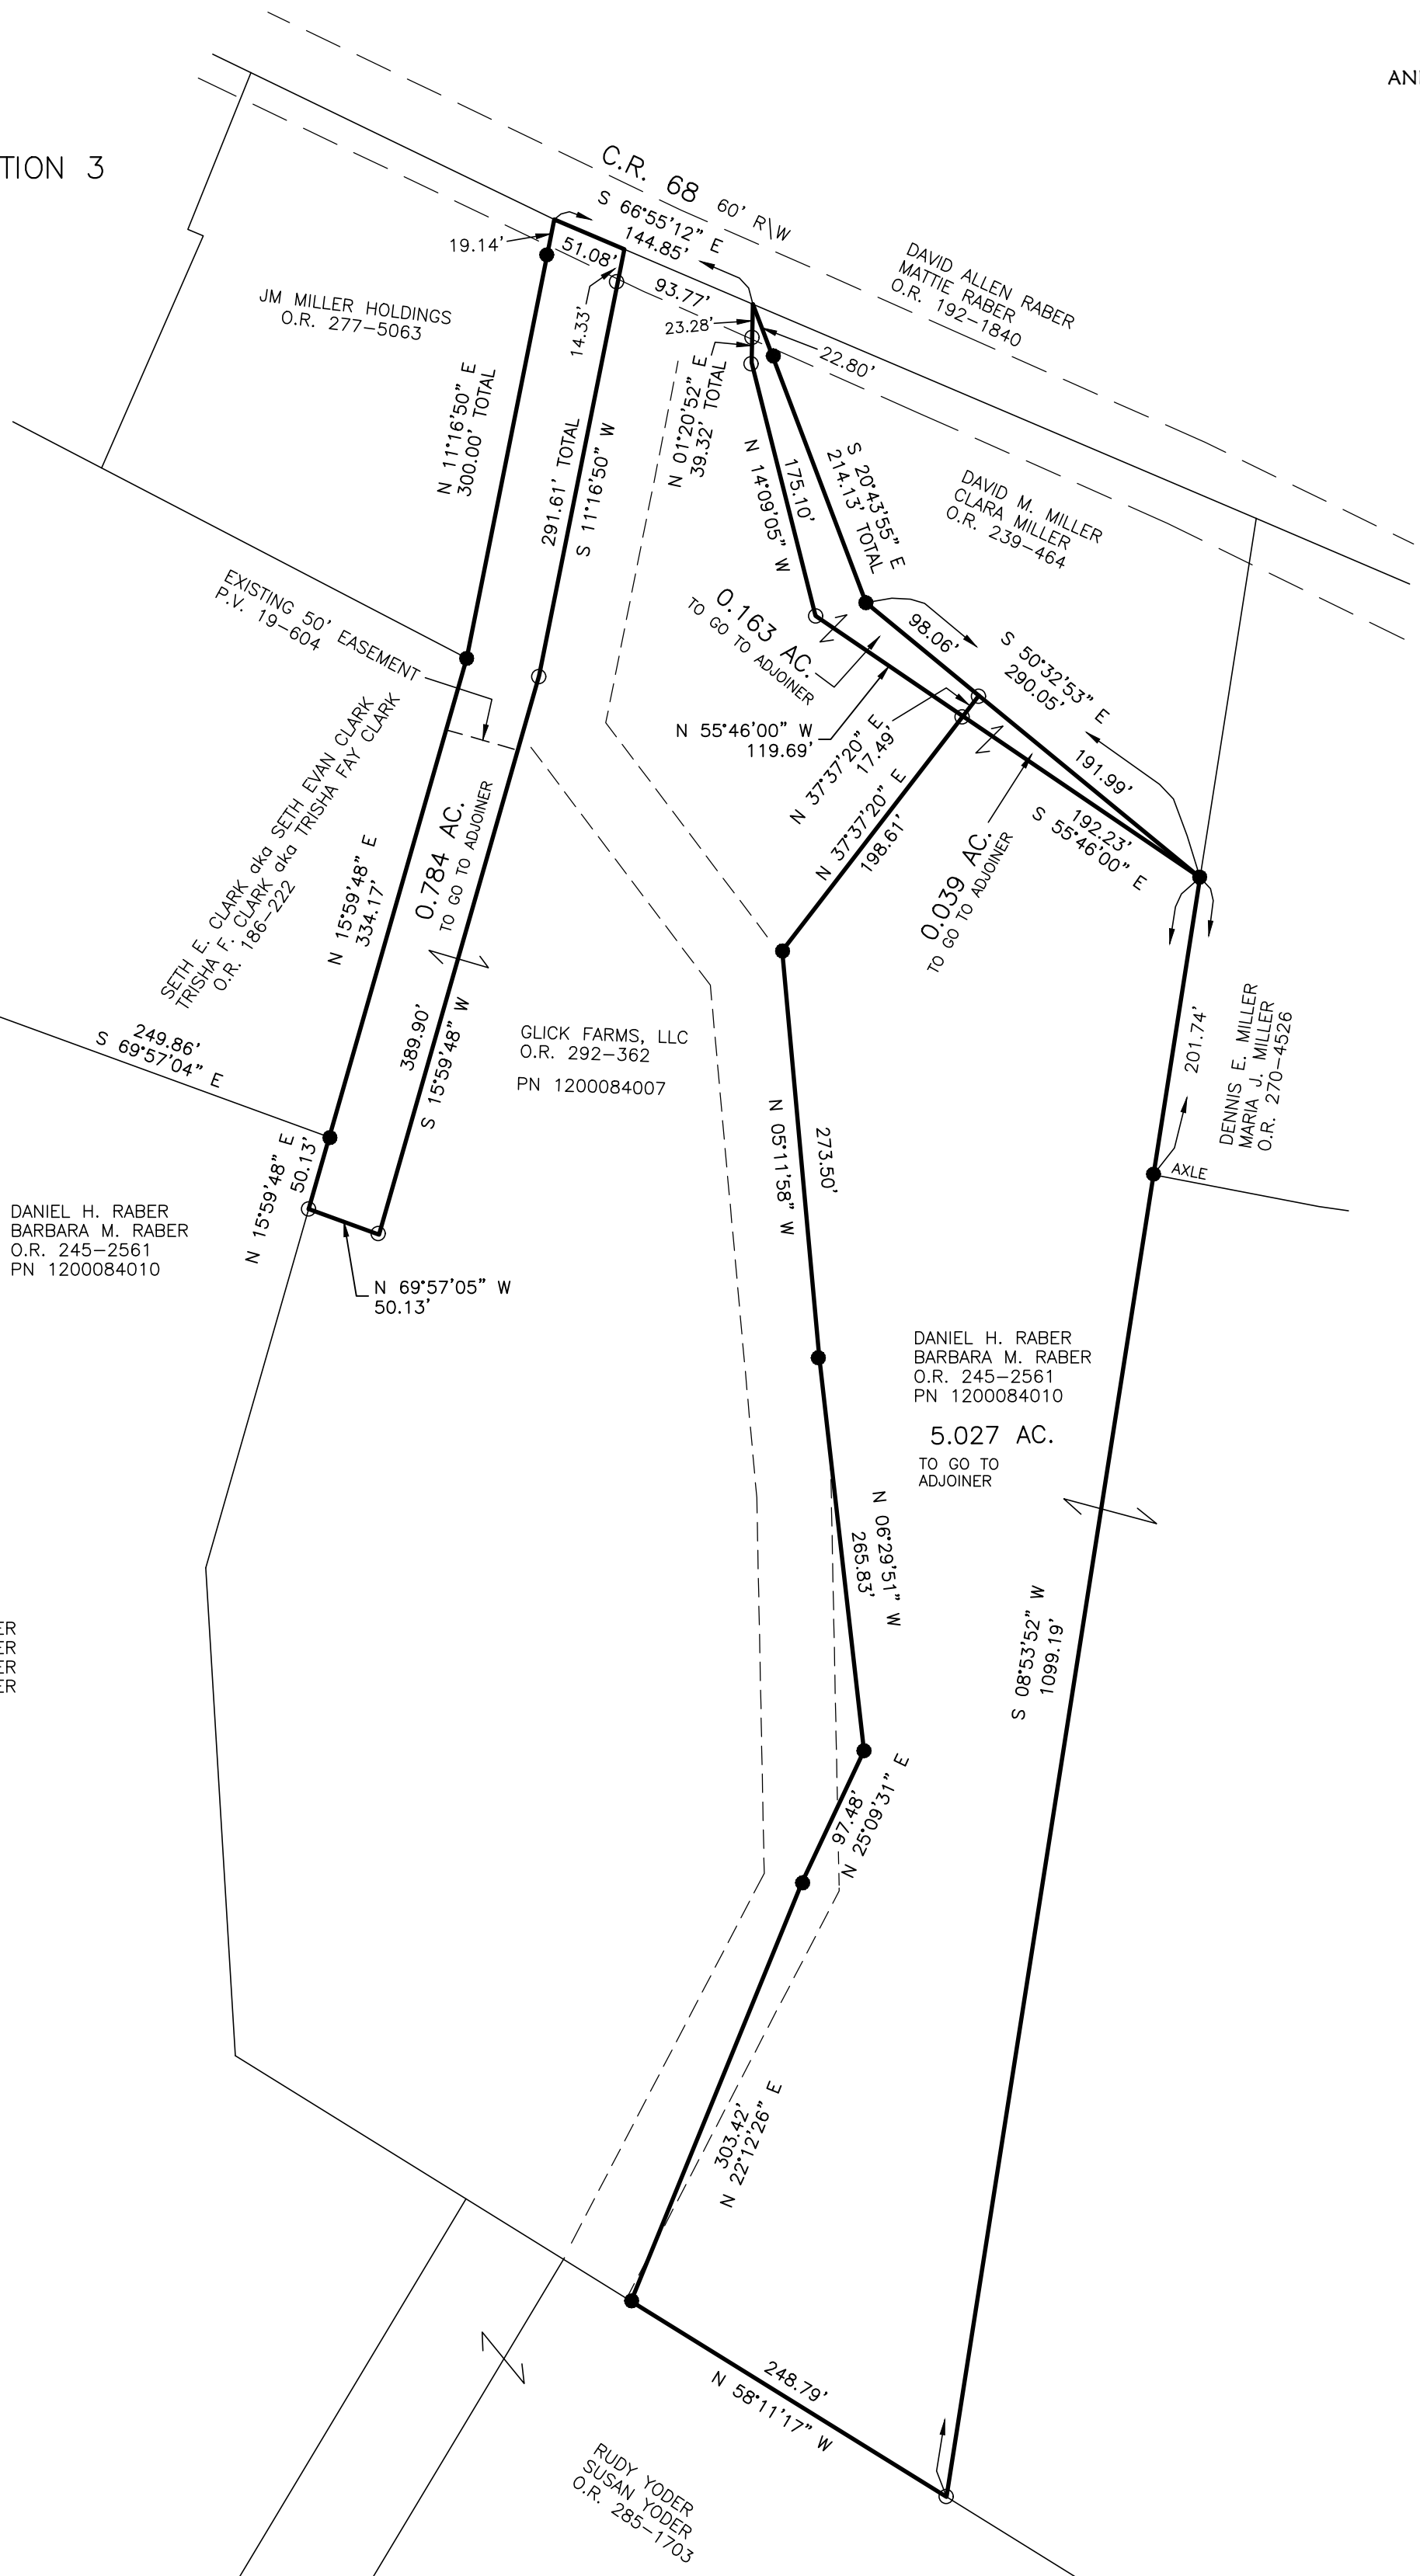 AN
TION 3
C.R. 68 60' R\W
S 66°55'12" E
144.85'
19.14'
51.08'
93.77'
14.33'
23.28'
22.80'
DAVID ALLEN RABER
MATTIE RABER
O.R. 192-1840
JM MILLER HOLDINGS
O.R. 277-5063
N 11°16'50" E
300.00' TOTAL
291.61' TOTAL
S 11°16'50" W
N 01°20'52" E
39.32' TOTAL
N 14°09'05" W
175.10'
S 20°43'55" E
214.13' TOTAL
DAVID M. MILLER
CLARA MILLER
O.R. 239-464
EXISTING 50' EASEMENT
P.V. 19-604
0.163 AC.
TO GO TO ADJOINER
98.06'
S 50°32'53" E
290.05'
N 55°46'00" W
119.69'
N 37°37'20" E
17.49'
N 37°37'20" E
198.61'
191.99'
192.23'
S 55°46'00" E
0.039 AC.
TO GO TO ADJOINER
SETH E. CLARK aka SETH EVAN CLARK
TRISHA F. CLARK aka TRISHA FAY CLARK
O.R. 186-222
N 15°59'48" E
334.17'
0.784 AC.
TO GO TO ADJOINER
389.90'
S 15°59'48" W
249.86'
S 69°57'04" E
GLICK FARMS, LLC
O.R. 292-362
PN 1200084007
201.74'
DENNIS E. MILLER
MARIA J. MILLER
O.R. 270-4526
AXLE
N 05°11'58" W
273.50'
N 15°59'48" E
50.13'
DANIEL H. RABER
BARBARA M. RABER
O.R. 245-2561
PN 1200084010
N 69°57'05" W
50.13'
DANIEL H. RABER
BARBARA M. RABER
O.R. 245-2561
PN 1200084010
5.027 AC.
TO GO TO
ADJOINER
N 06°29'51" W
265.83'
S 08°53'52" W
1099.19'
ER
ER
ER
ER
97.48'
N 25°09'31" E
303.42'
N 22°12'26" E
248.79'
N 58°11'17" W
RUDY YODER
SUSAN YODER
O.R. 285-1703